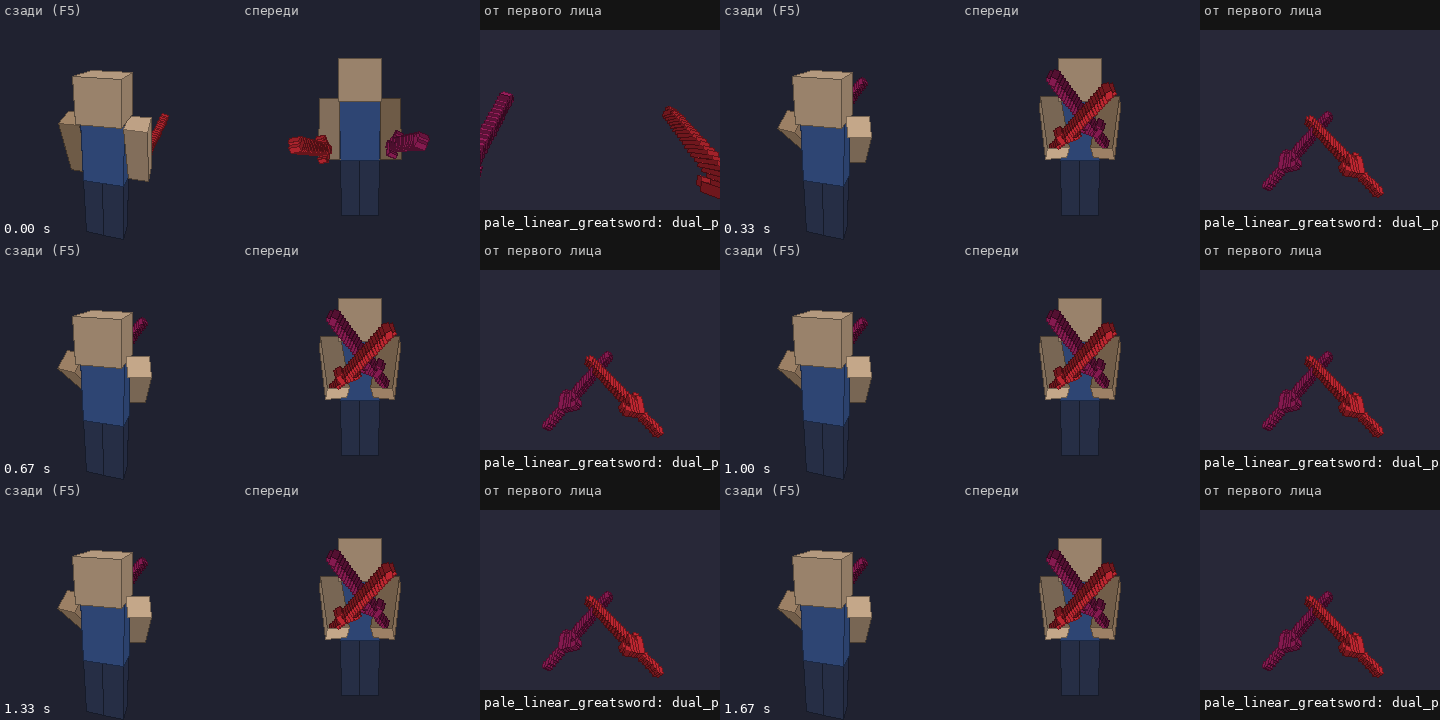 сзади (F5) спереди от первого лица сзади (F5) спереди от первого лица
0.00 s pale_linear_greatsword: dual_p 0.33 s pale_linear_greatsword: dual_p
сзади (F5) спереди от первого лица сзади (F5) спереди от первого лица
0.67 s pale_linear_greatsword: dual_p 1.00 s pale_linear_greatsword: dual_p
сзади (F5) спереди от первого лица сзади (F5) спереди от первого лица
1.33 s pale_linear_greatsword: dual_p 1.67 s pale_linear_greatsword: dual_p